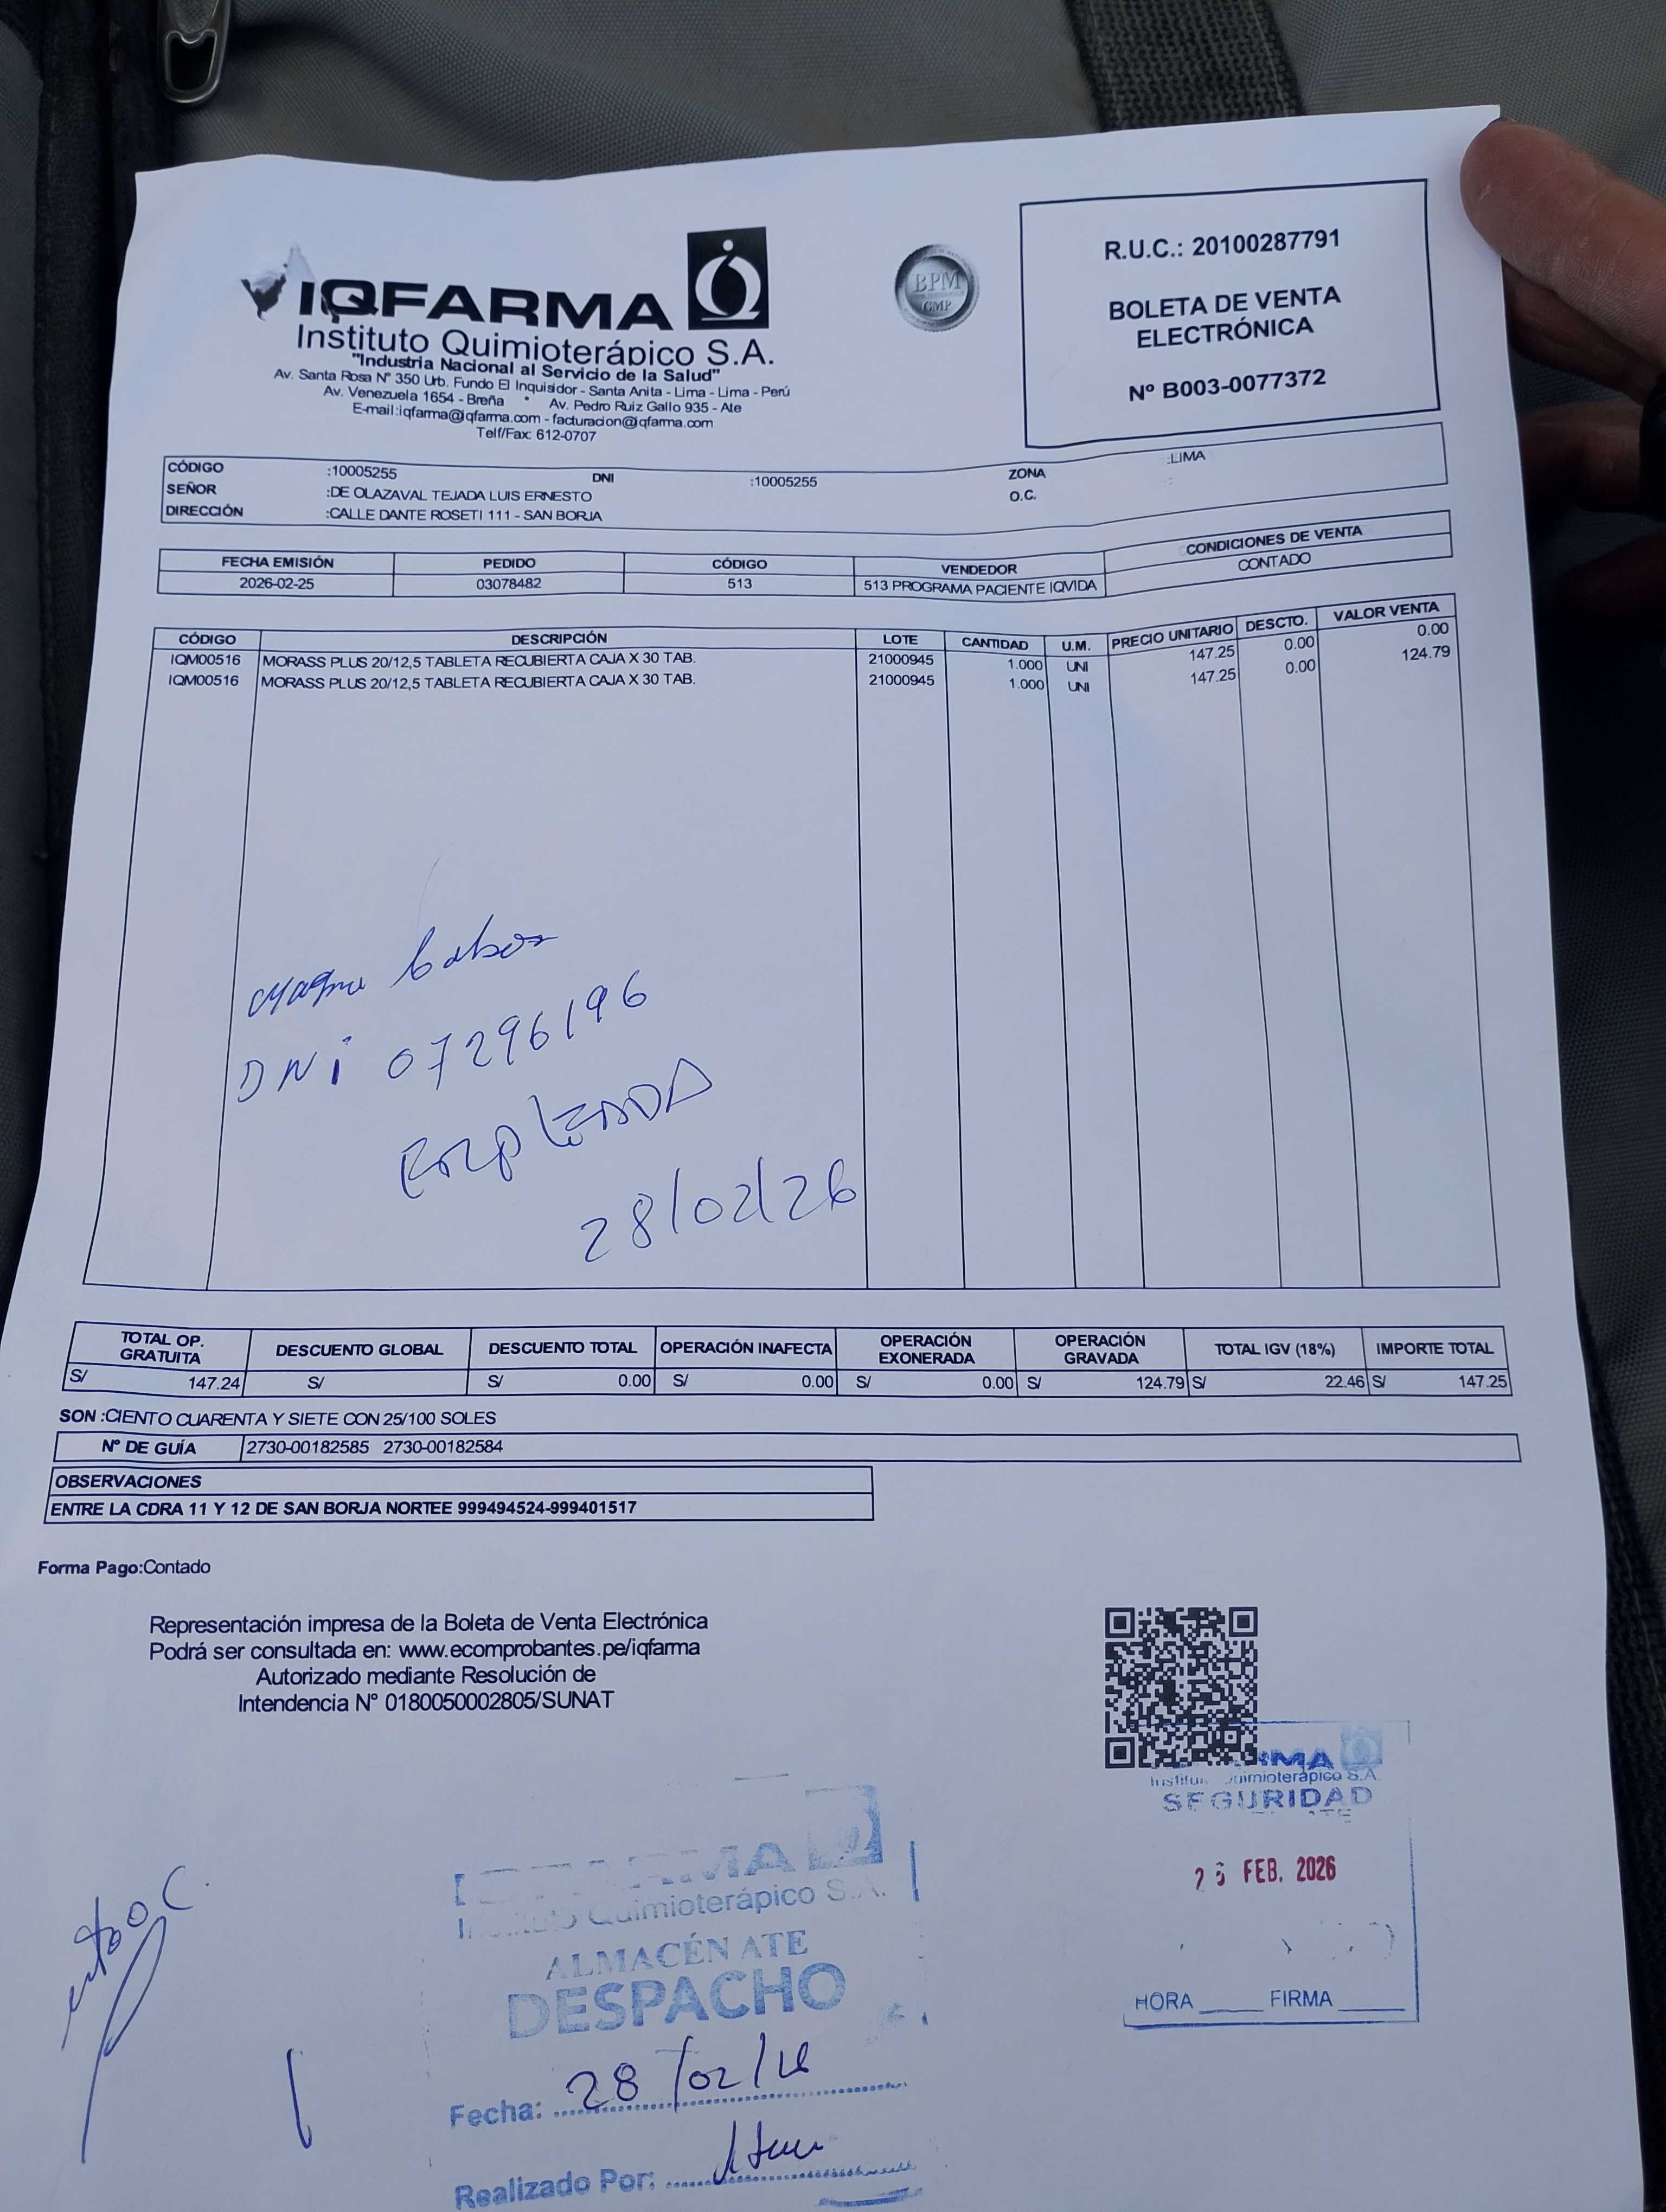 IQFARMA
Instituto Quimioterápico S.A.
"Industria Nacional al Servicio de la Salud"
Av. Santa Rosa N° 350 Urb. Fundo El Inquisidor - Santa Anita - Lima - Lima - Perú
Av. Venezuela 1654 - Breña * Av. Pedro Ruiz Gallo 935 - Ate
E-mail:iqfarma@iqfarma.com - facturacion@iqfarma.com
Telf/Fax: 612-0707
BPM
GMP
R.U.C.: 20100287791
BOLETA DE VENTA
ELECTRÓNICA
Nº B003-0077372
CÓDIGO :10005255 DNI :10005255 ZONA :LIMA
SEÑOR :DE OLAZAVAL TEJADA LUIS ERNESTO O.C. :
DIRECCIÓN :CALLE DANTE ROSETI 111 - SAN BORJA
FECHA EMISIÓN PEDIDO CÓDIGO VENDEDOR CONDICIONES DE VENTA
2026-02-25 03078482 513 513 PROGRAMA PACIENTE IQVIDA CONTADO
CÓDIGO DESCRIPCIÓN LOTE CANTIDAD U.M. PRECIO UNITARIO DESCTO. VALOR VENTA
IQM00516 MORASS PLUS 20/12,5 TABLETA RECUBIERTA CAJA X 30 TAB. 21000945 1.000 UNI 147.25 0.00 0.00
IQM00516 MORASS PLUS 20/12,5 TABLETA RECUBIERTA CAJA X 30 TAB. 21000945 1.000 UNI 147.25 0.00 124.79
DNi 07296196
EMPLEADA
28/02/26
TOTAL OP. GRATUITA DESCUENTO GLOBAL DESCUENTO TOTAL OPERACIÓN INAFECTA OPERACIÓN EXONERADA OPERACIÓN GRAVADA TOTAL IGV (18%) IMPORTE TOTAL
S/ 147.24 S/ S/ 0.00 S/ 0.00 S/ 0.00 S/ 124.79 S/ 22.46 S/ 147.25
SON :CIENTO CUARENTA Y SIETE CON 25/100 SOLES
Nº DE GUÍA 2730-00182585 2730-00182584
OBSERVACIONES
ENTRE LA CDRA 11 Y 12 DE SAN BORJA NORTEE 999494524-999401517
Forma Pago:Contado
Representación impresa de la Boleta de Venta Electrónica
Podrá ser consultada en: www.ecomprobantes.pe/iqfarma
Autorizado mediante Resolución de
Intendencia N° 0180050002805/SUNAT
Quimioterápico S.A.
SEGURIDAD
FEB. 2026
HORA FIRMA
Quimioterápico S.A.
ALMACÉN ATE
DESPACHO
Fecha: 28/02/26
Realizado Por: